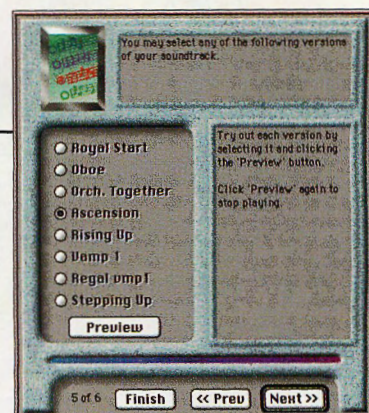 You may select any of the following versions
of your soundtrack.
Royal Start
Oboe
Orch. Together
Ascension
Rising Up
Vamp 1
Regal vmp1
Stepping Up
Preview
Try out each version by
selecting it and clicking
the 'Preview' button.
Click 'Preview' again to
stop playing.
5 of 6
Finish
<< Prev
Next >>